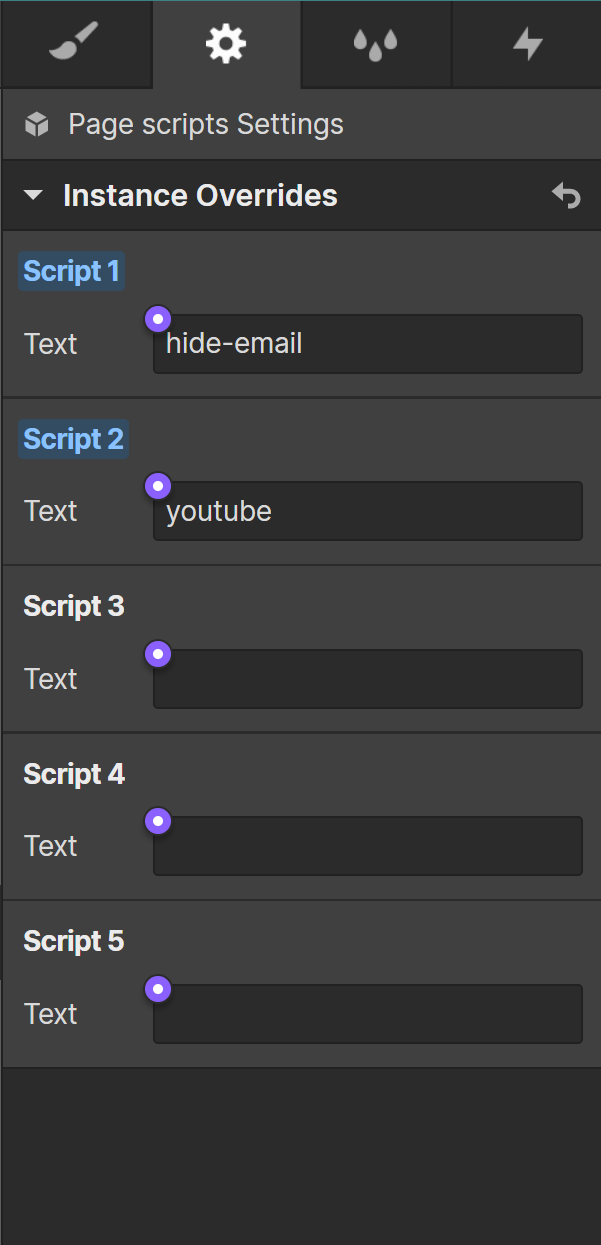 Page scripts Settings
Instance Overrides
Script 1
Text
hide-email
Script 2
Text
youtube
Script 3
Text
Script 4
Text
Script 5
Text